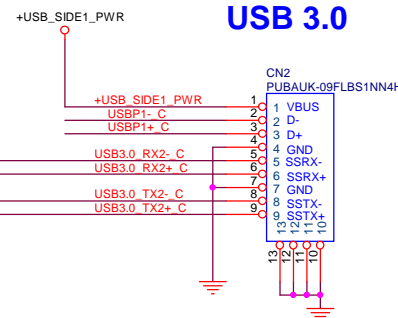 USB 3.0
+USB_SIDE1_PWR
CN2
PUBAUK-09FLBS1NN4H
+USB_SIDE1_PWR 1 1 VBUS
USBP1-_C 2 2 D-
USBP1+_C 3 3 D+
4 4 GND
USB3.0_RX2-_C 5 5 SSRX-
USB3.0_RX2+_C 6 6 SSRX+
7 7 GND
USB3.0_TX2-_C 8 8 SSTX-
USB3.0_TX2+_C 9 9 SSTX+
13 12 11 10
13 12 11 10